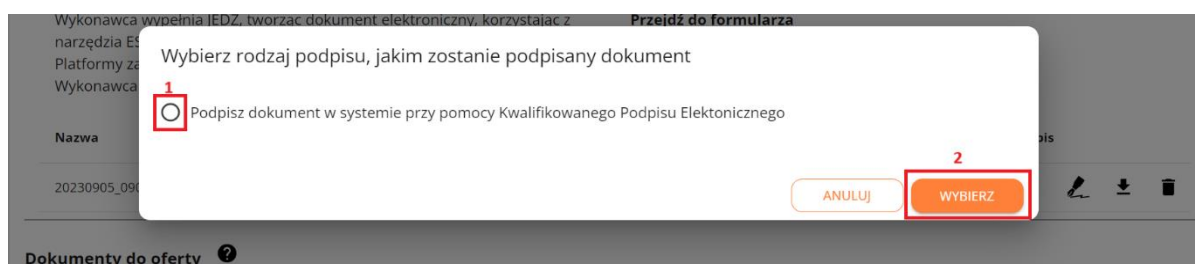 Wykonawca wypełnia JEDZ, tworząc dokument elektroniczny, korzystając z
Przejdź do formularza
narzędzia ES
Platformy za
Wykonawca
Wybierz rodzaj podpisu, jakim zostanie podpisany dokument
1
Podpisz dokument w systemie przy pomocy Kwalifikowanego Podpisu Elektonicznego
Nazwa
pis
2
20230905_090
ANULUJ
WYBIERZ
Dokumenty do oferty ?